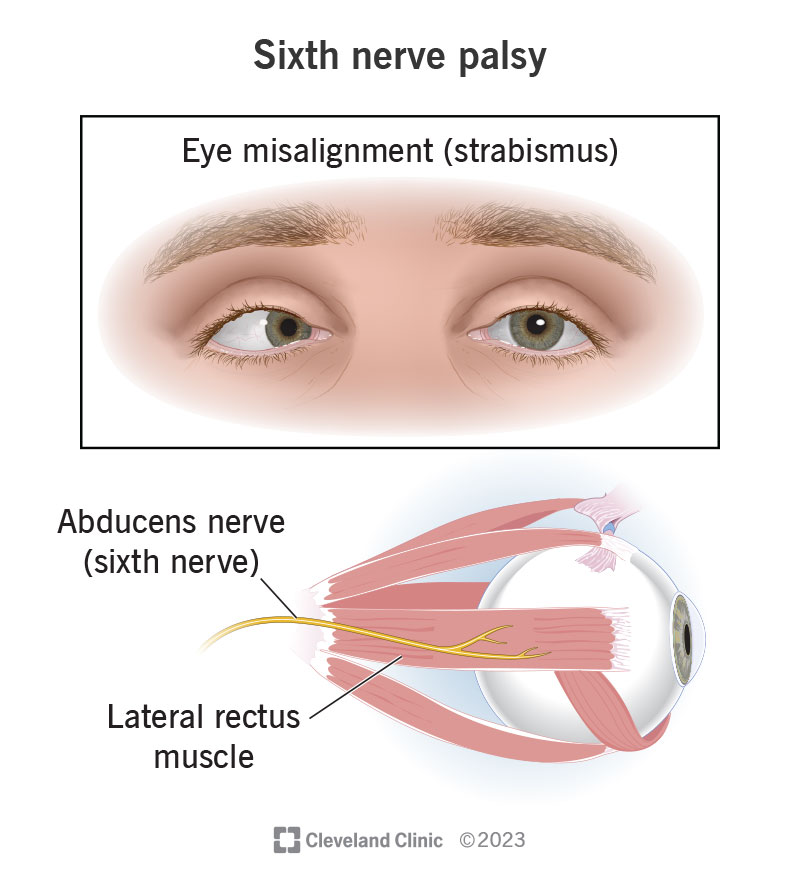 Sixth nerve palsy
Eye misalignment (strabismus)
Abducens nerve
(sixth nerve)
Lateral rectus
muscle
Cleveland Clinic ©2023